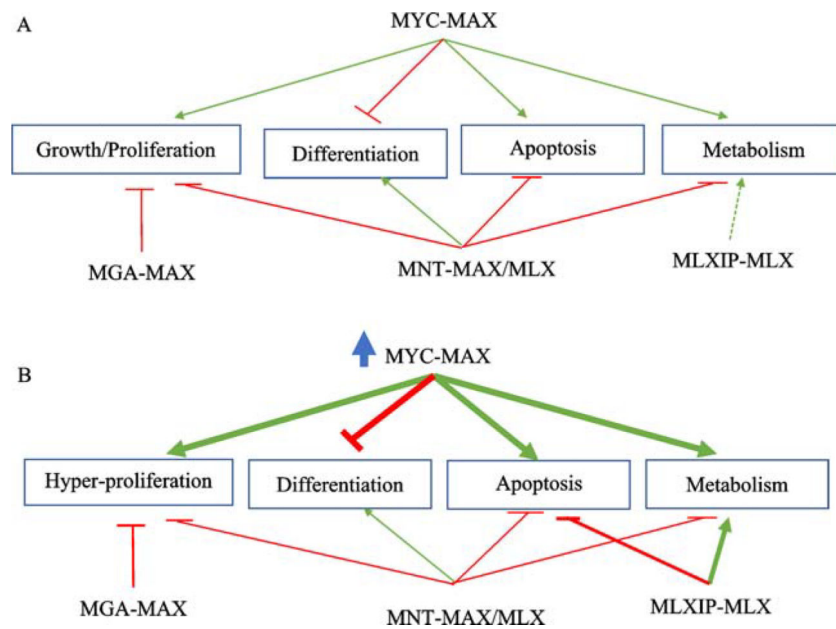 A
MYC-MAX
Growth/Proliferation
Differentiation
Apoptosis
Metabolism
MGA-MAX
MNT-MAX/MLX
MLXIP-MLX
B
MYC-MAX
Hyper-proliferation
Differentiation
Apoptosis
Metabolism
MGA-MAX
MNT-MAX/MLX
MLXIP-MLX